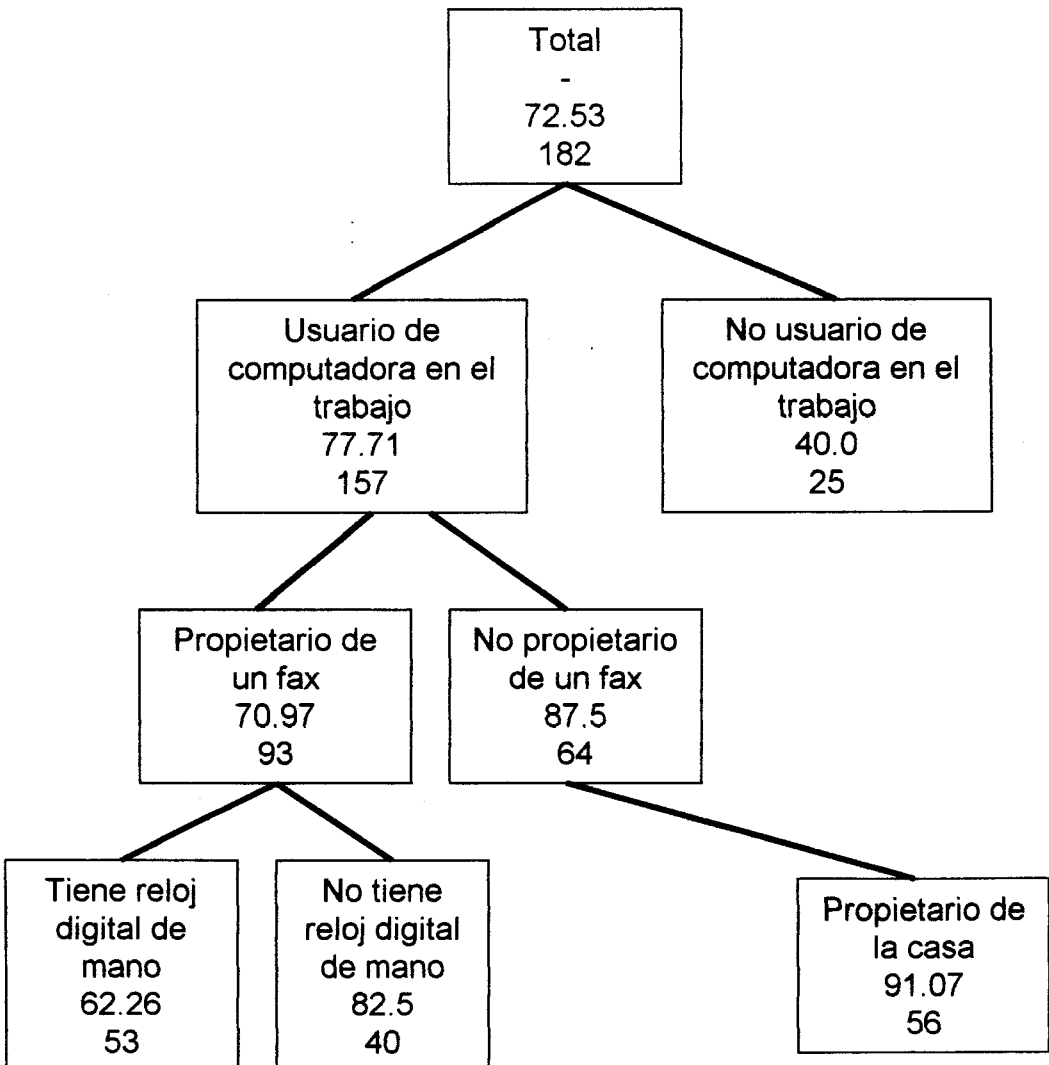 Total
-
72.53
182
Usuario de
computadora en el
trabajo
77.71
157
No usuario de
computadora en el
trabajo
40.0
25
Propietario de
un fax
70.97
93
No propietario
de un fax
87.5
64
Tiene reloj
digital de
mano
62.26
53
No tiene
reloj digital
de mano
82.5
40
Propietario de
la casa
91.07
56